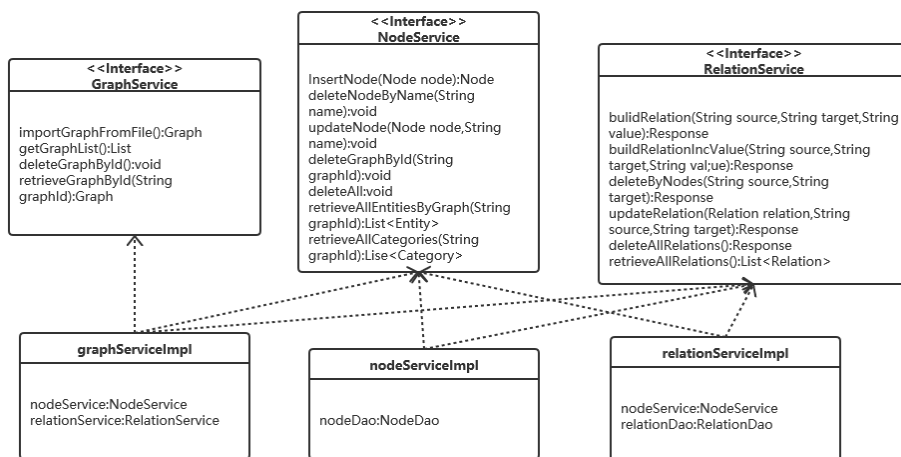 <<Interface>>
GraphService
importGraphFromFile():Graph
getGraphList():List
deleteGraphById():void
retrieveGraphById(String
graphId):Graph
<<Interface>>
NodeService
InsertNode(Node node):Node
deleteNodeByName(String
name):void
updateNode(Node node,String
name):void
deleteGraphById(String
graphId):void
deleteAll:void
retrieveAllEntitiesByGraph(String
graphId):List<Entity>
retrieveAllCategories(String
graphId):Lise<Category>
<<Interface>>
RelationService
bulidRelation(String source,String target,String
value):Response
buildRelationIncValue(String source,String
target,String val;ue):Response
deleteByNodes(String source,String
target):Response
updateRelation(Relation relation,String
source,String target):Response
deleteAllRelations():Response
retrieveAllRelations():List<Relation>
graphServiceImpl
nodeService:NodeService
relationService:RelationService
nodeServiceImpl
nodeDao:NodeDao
relationServiceImpl
nodeService:NodeService
relationDao:RelationDao